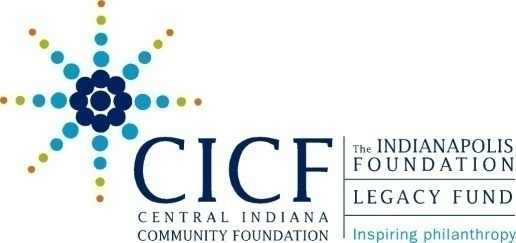 CICF
CENTRAL INDIANA
COMMUNITY FOUNDATION
The INDIANAPOLIS
FOUNDATION
LEGACY FUND
Inspiring philanthropy